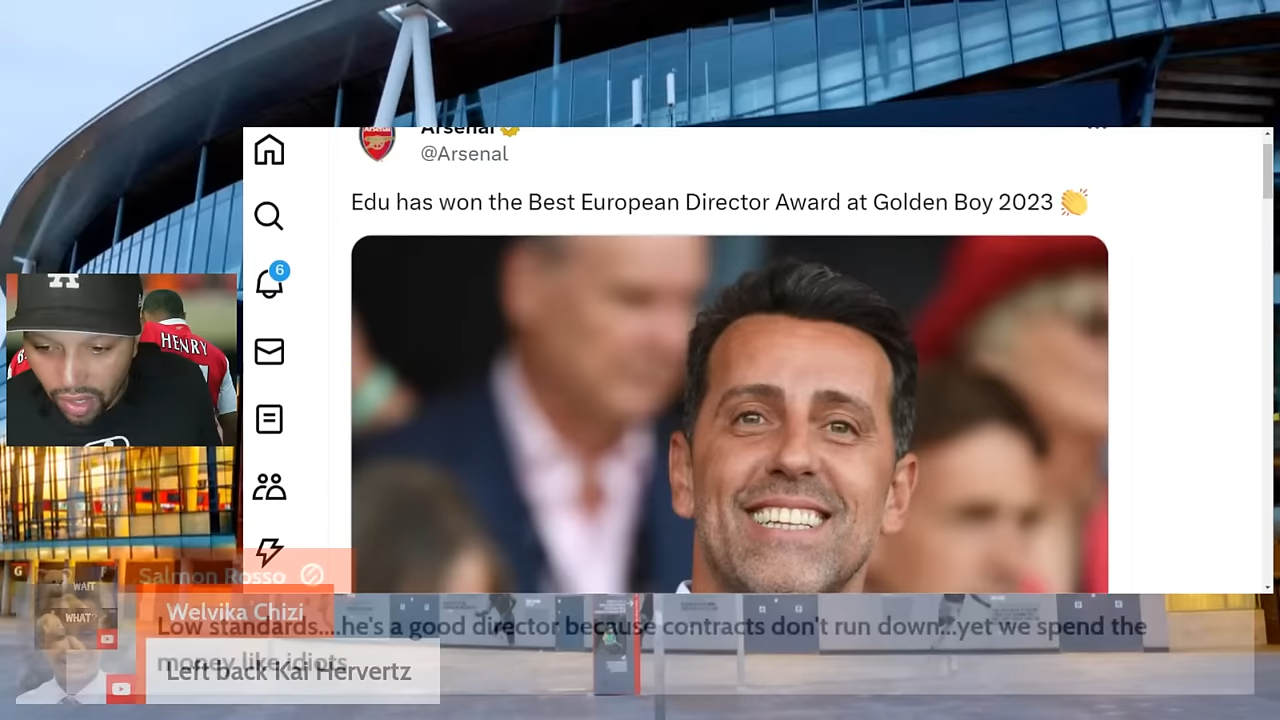 Arsenal
@Arsenal
Edu has won the Best European Director Award at Golden Boy 2023 👏
6
HENRY
Salmon Rosso
WAIT
WHAT?
Welvika Chizi
Low standards....he's a good director because contracts don't run down...yet we spend the
money like idiots
Left back Kai Hervertz